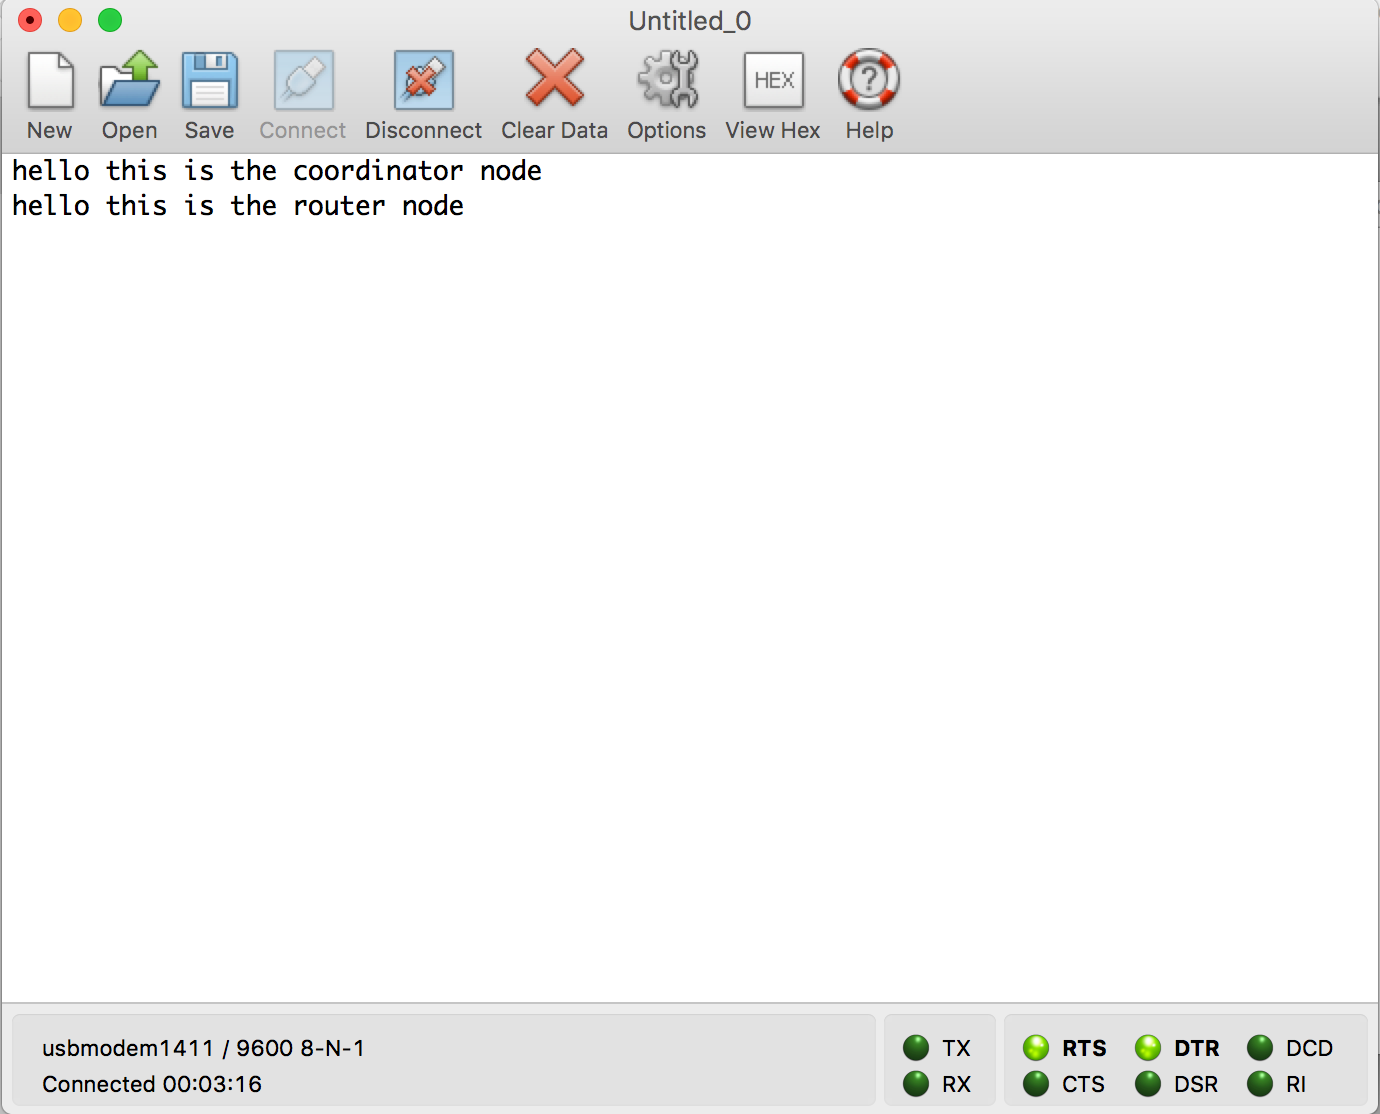 Untitled_0
New Open Save Connect Disconnect Clear Data Options HEX View Hex ? Help
hello this is the coordinator node
hello this is the router node
usbmodem1411 / 9600 8-N-1
Connected 00:03:16
TX RTS DTR DCD
RX CTS DSR RI